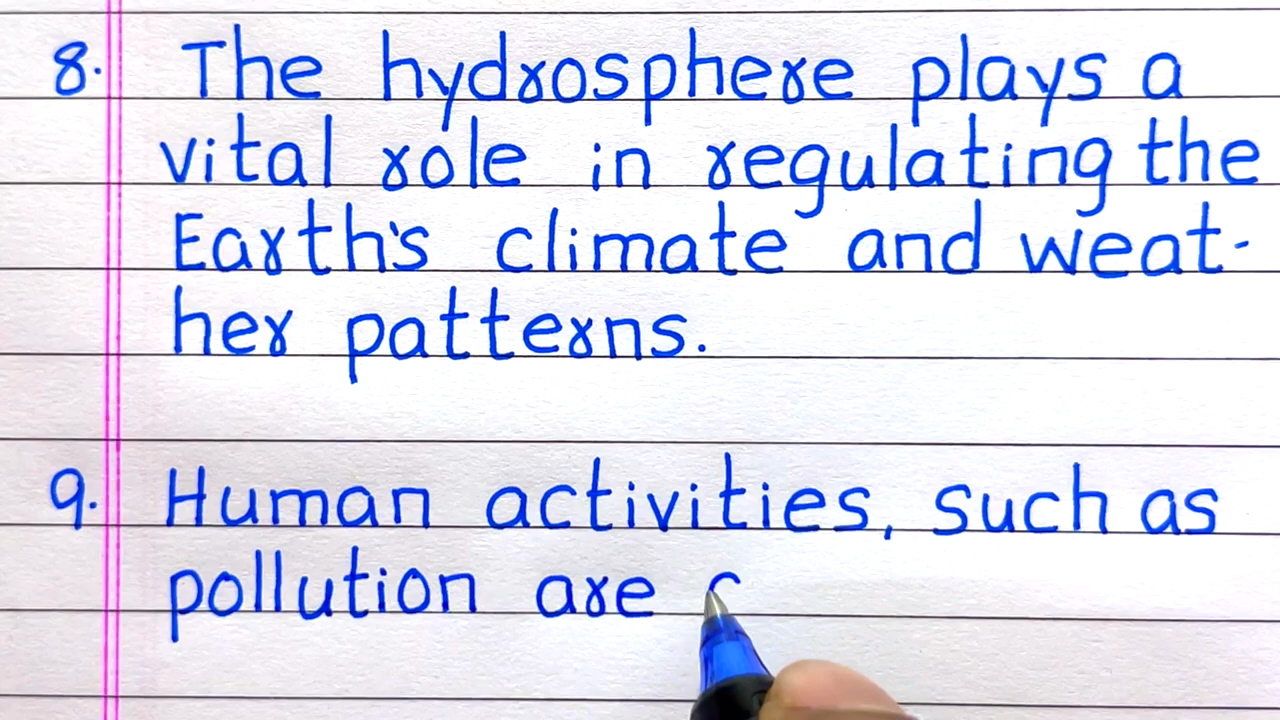 8. The hydrosphere plays a
vital role in regulating the
Earth's climate and weat-
her patterns.
9. Human activities, such as
pollution are